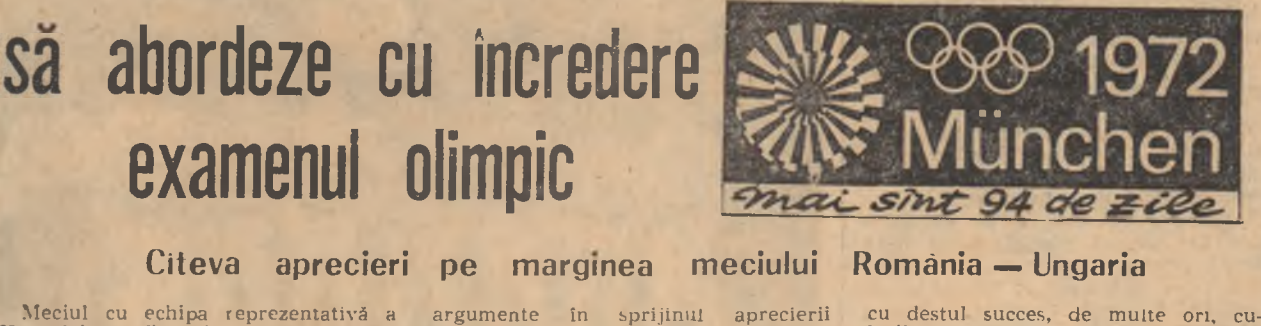 să abordeze cu încredere
examenul olimpic
1972
München
mai sînt 94 de zile
Citeva aprecieri pe marginea meciului România — Ungaria
Meciul cu echipa reprezentativă a
argumente în sprijinul aprecierii
cu destul succes, de multe ori, cu-